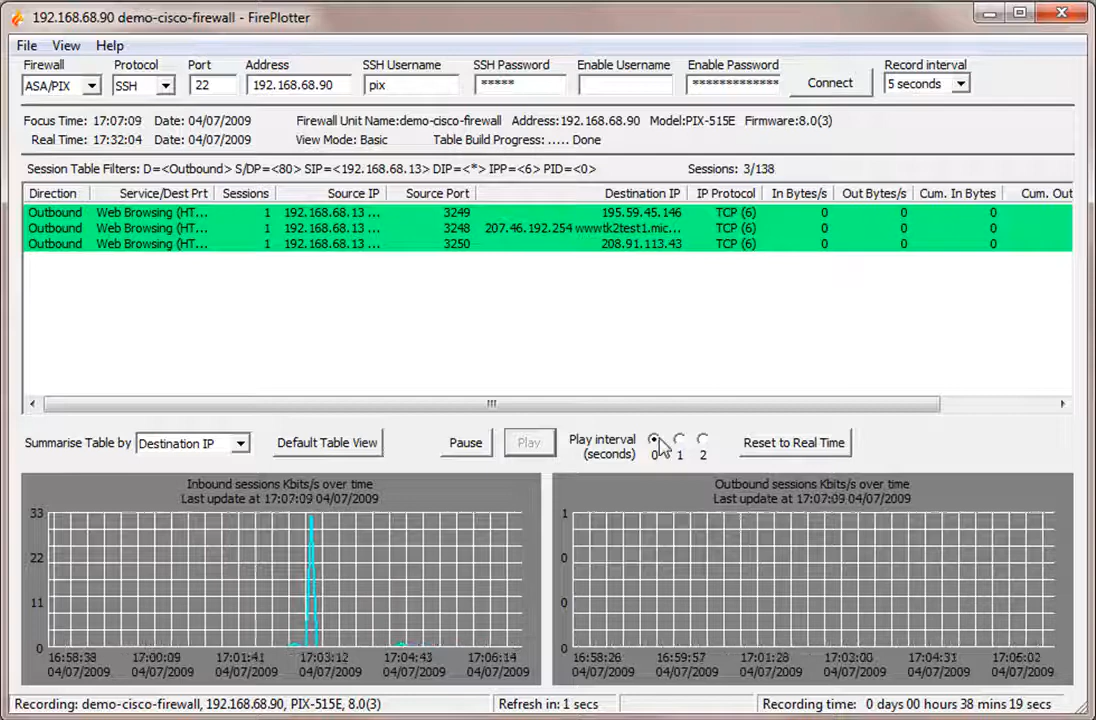 192.168.68.90 demo-cisco-firewall - FirePlotter
File View Help
Firewall Protocol Port Address SSH Username SSH Password Enable Username Enable Password Record interval
ASA/PIX SSH 22 192.168.68.90 pix ***** ************* Connect 5 seconds
Focus Time: 17:07:09 Date: 04/07/2009 Firewall Unit Name:demo-cisco-firewall Address:192.168.68.90 Model:PIX-515E Firmware:8.0(3)
Real Time: 17:32:04 Date: 04/07/2009 View Mode: Basic Table Build Progress: ..... Done
Session Table Filters: D=<Outbound> S/DP=<80> SIP=<192.168.68.13> DIP=<*> IPP=<6> PID=<0> Sessions: 3/138
Direction Service/Dest Prt Sessions Source IP Source Port Destination IP IP Protocol In Bytes/s Out Bytes/s Cum. In Bytes Cum. Out
Outbound Web Browsing (HT... 1 192.168.68.13 ... 3249 195.59.45.146 TCP (6) 0 0 0
Outbound Web Browsing (HT... 1 192.168.68.13 ... 3248 207.46.192.254 wwwtk2test1.mic... TCP (6) 0 0 0
Outbound Web Browsing (HT... 1 192.168.68.13 ... 3250 208.91.113.43 TCP (6) 0 0 0
Summarise Table by Destination IP Default Table View Pause Play Play interval (seconds) 0 1 2 Reset to Real Time
Inbound sessions Kbits/s over time
Last update at 17:07:09 04/07/2009
33
22
11
0
16:58:38 17:00:09 17:01:41 17:03:12 17:04:43 17:06:14
04/07/2009 04/07/2009 04/07/2009 04/07/2009 04/07/2009 04/07/2009
Outbound sessions Kbits/s over time
Last update at 17:07:09 04/07/2009
1
0
0
0
16:58:26 16:59:57 17:01:28 17:03:00 17:04:31 17:06:02
04/07/2009 04/07/2009 04/07/2009 04/07/2009 04/07/2009 04/07/2009
Recording: demo-cisco-firewall, 192.168.68.90, PIX-515E, 8.0(3) Refresh in: 1 secs Recording time: 0 days 00 hours 38 mins 19 secs